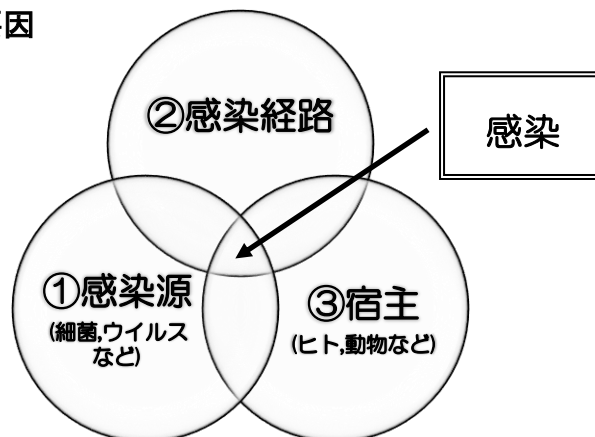 因
②感染経路
感染
①感染源
(細菌,ウイルス
など)
③宿主
(ヒト,動物など)